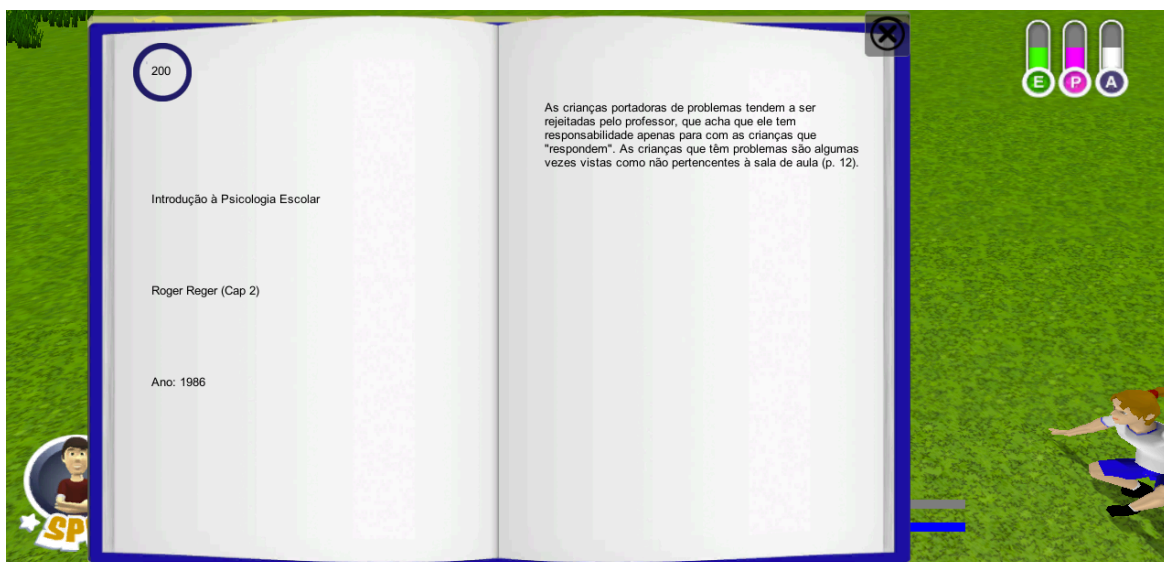 200
Introdução à Psicologia Escolar
Roger Reger (Cap 2)
Ano: 1986
As crianças portadoras de problemas tendem a ser
rejeitadas pelo professor, que acha que ele tem
responsabilidade apenas para com as crianças que
"respondem". As crianças que têm problemas são algumas
vezes vistas como não pertencentes à sala de aula (p. 12).
E P A
SP